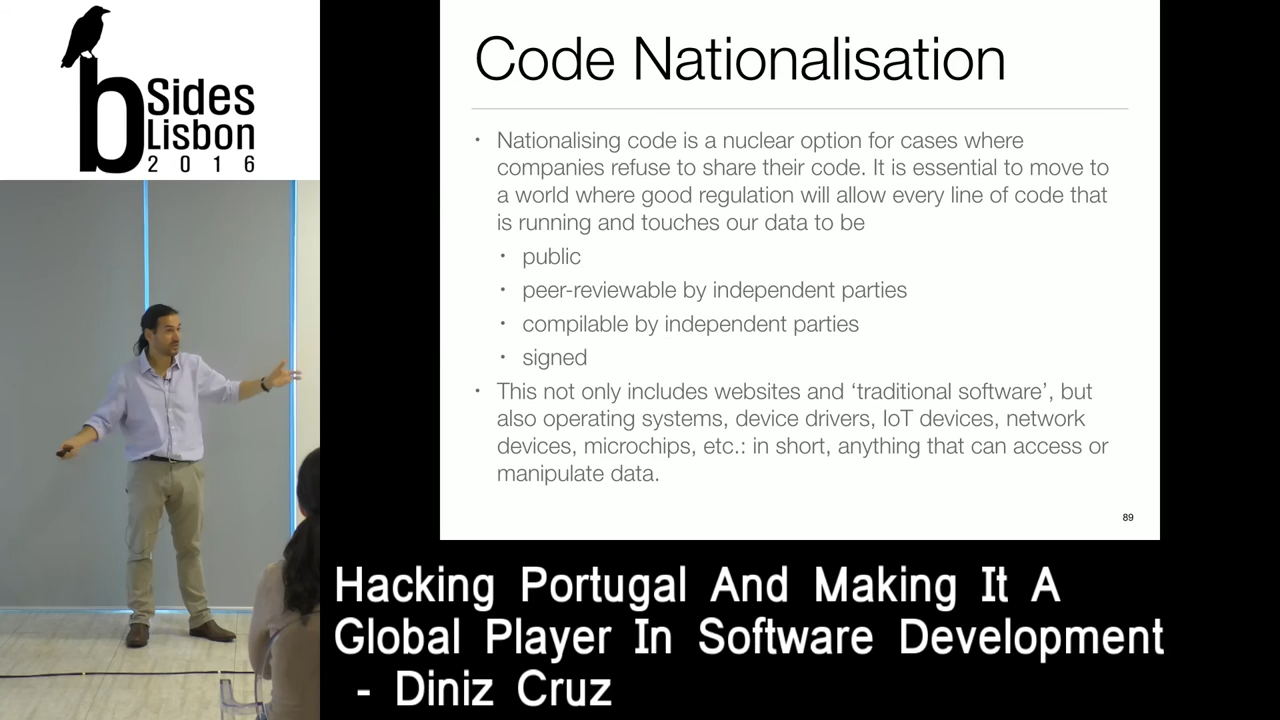 b Sides
Lisbon
2016
Code Nationalisation
• Nationalising code is a nuclear option for cases where
companies refuse to share their code. It is essential to move to
a world where good regulation will allow every line of code that
is running and touches our data to be
• public
• peer-reviewable by independent parties
• compilable by independent parties
• signed
• This not only includes websites and ‘traditional software’, but
also operating systems, device drivers, IoT devices, network
devices, microchips, etc.: in short, anything that can access or
manipulate data.
89
Hacking Portugal And Making It A
Global Player In Software Development
- Diniz Cruz